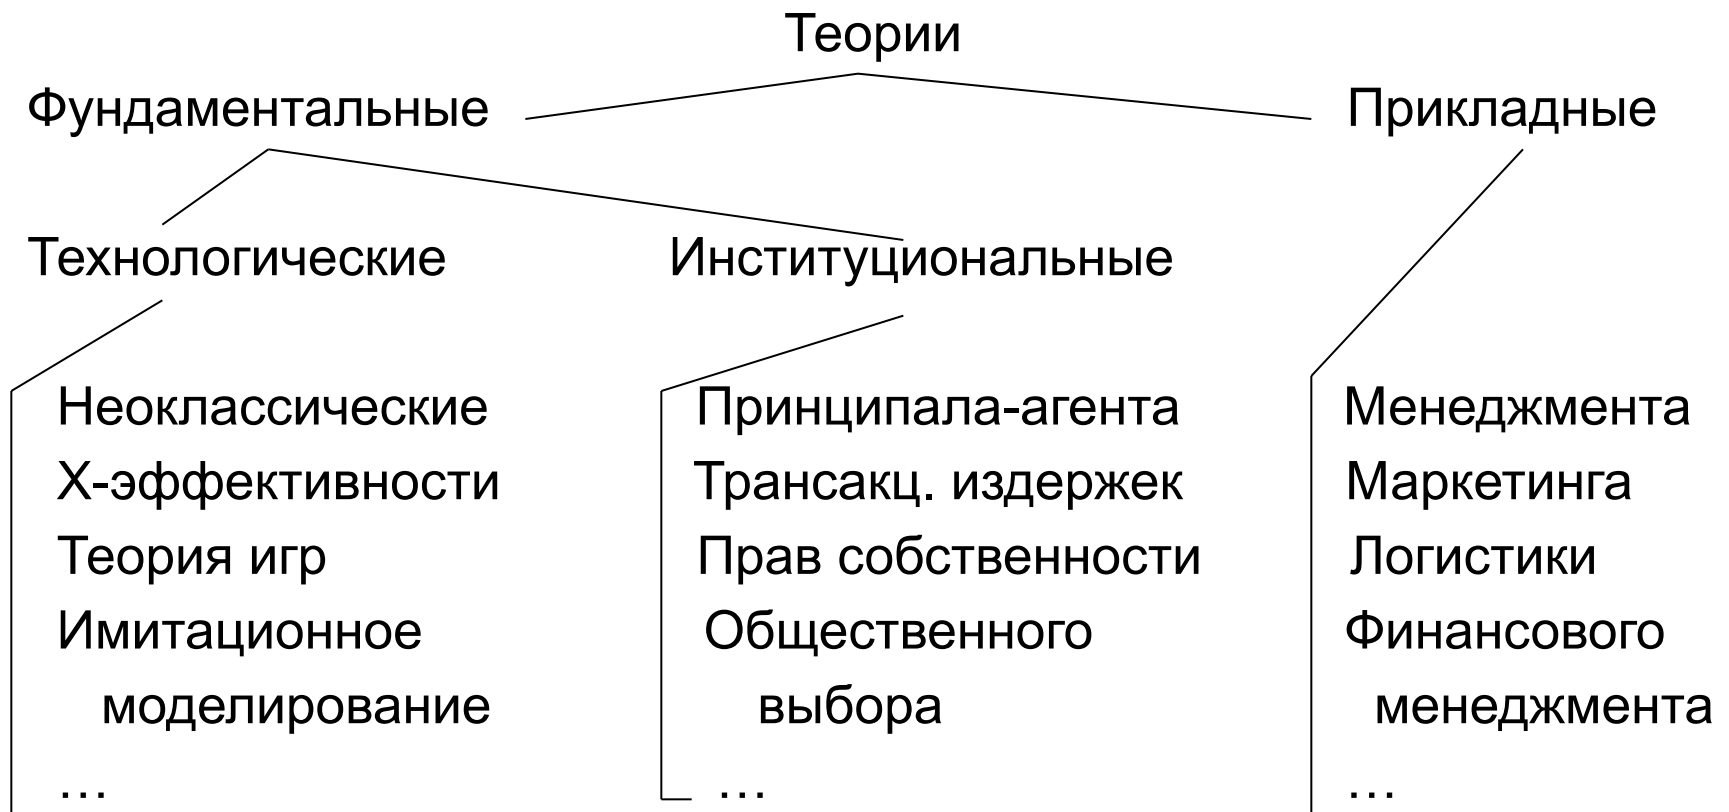 Теории
Фундаментальные
Прикладные
Технологические
Институциональные
Неоклассические
Х-эффективности
Теория игр
Имитационное
моделирование
…
Принципала-агента
Трансакц. издержек
Прав собственности
Общественного
выбора
…
Менеджмента
Маркетинга
Логистики
Финансового
менеджмента
…